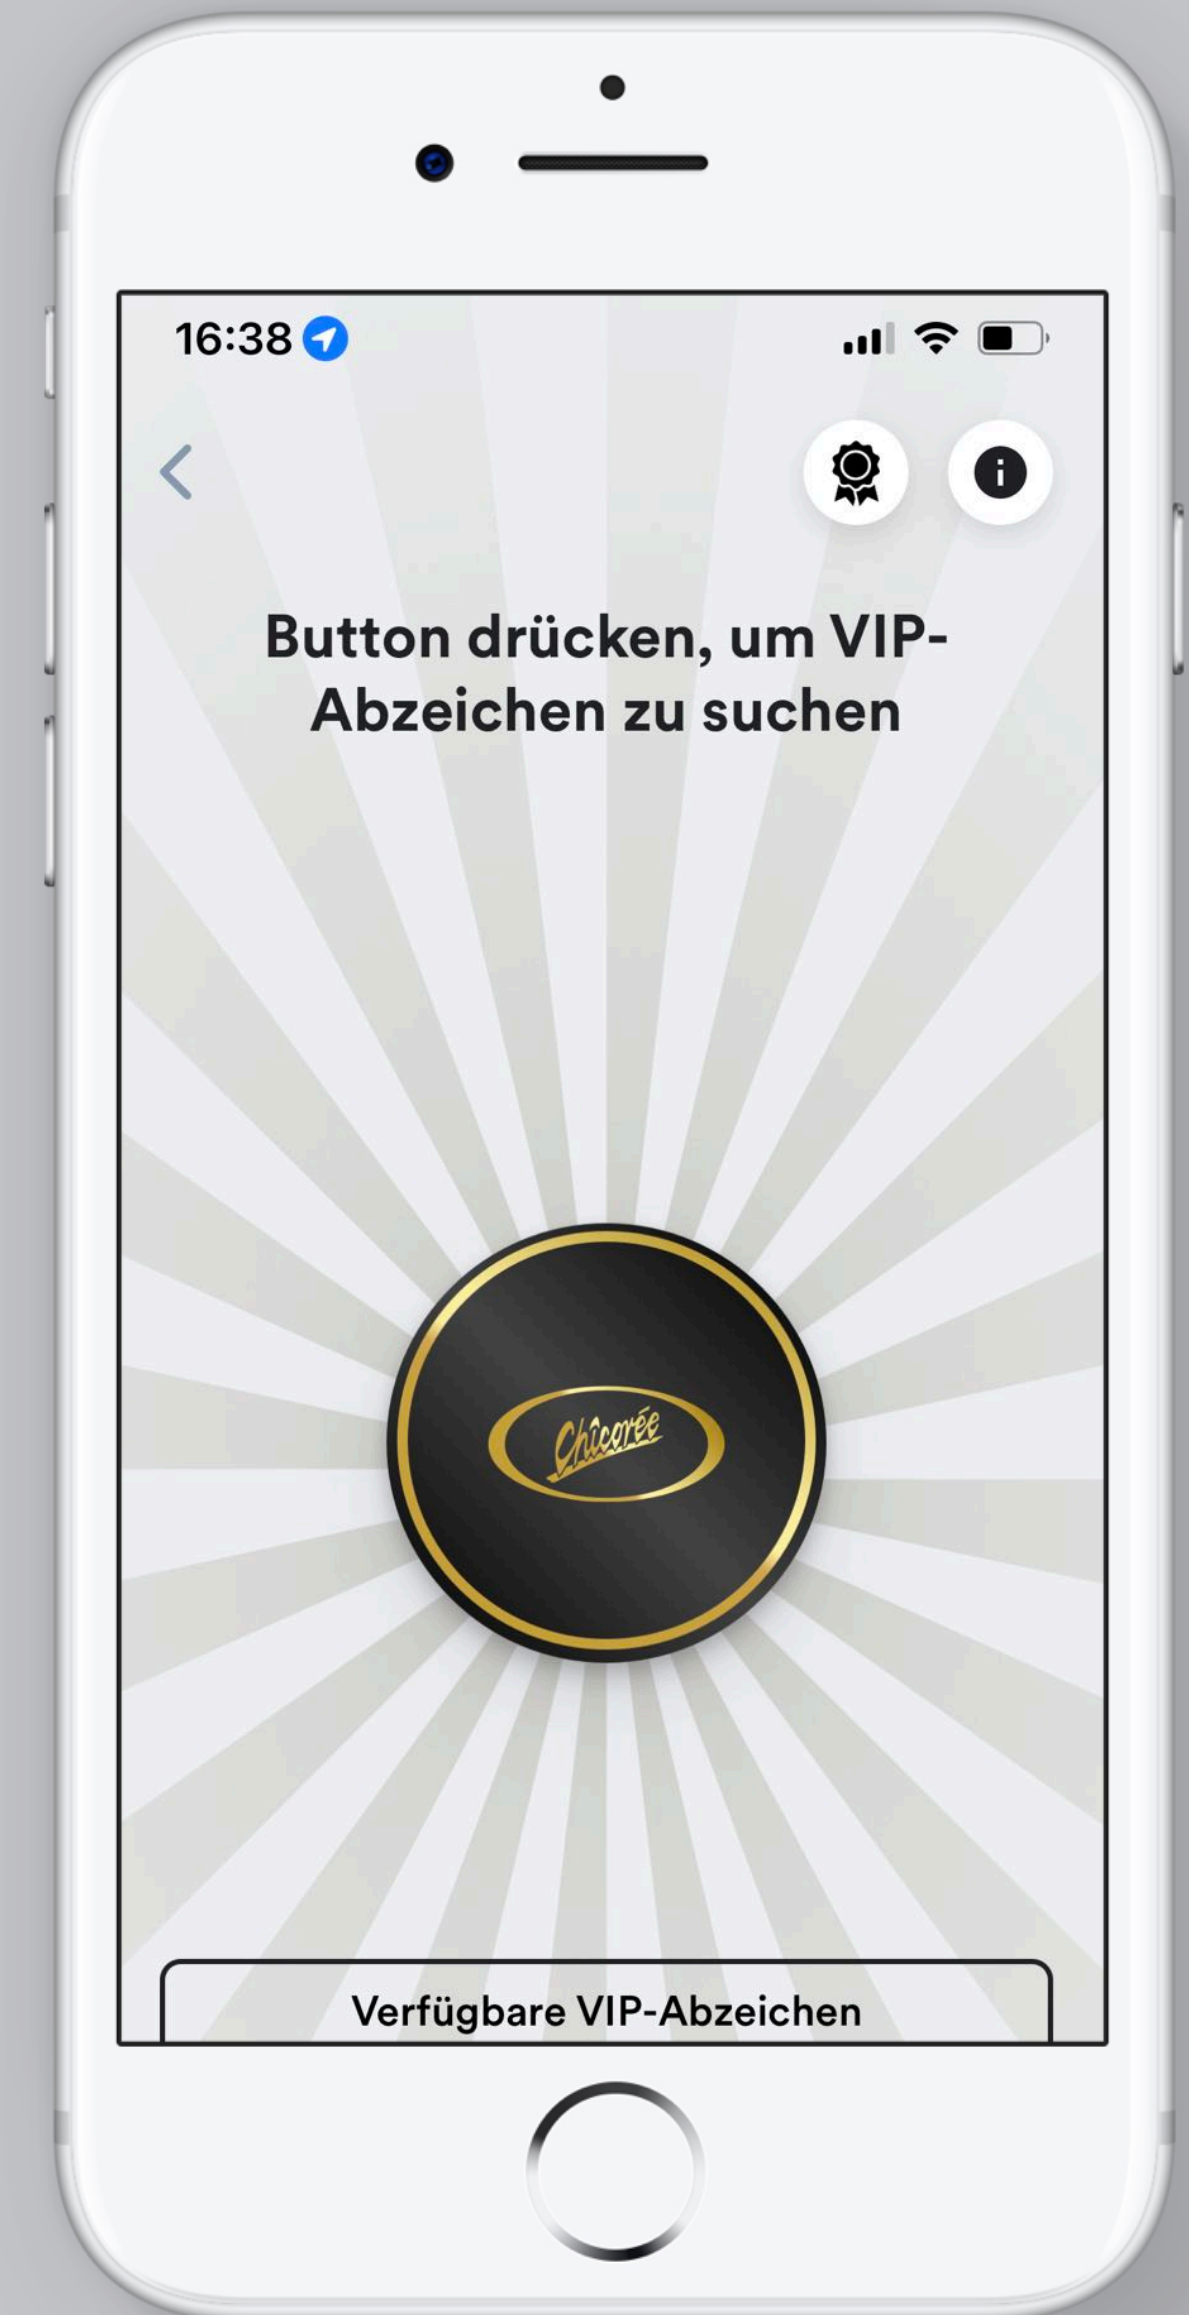 16:38
Button drücken, um VIP-
Abzeichen zu suchen
Chicorée
Verfügbare VIP-Abzeichen